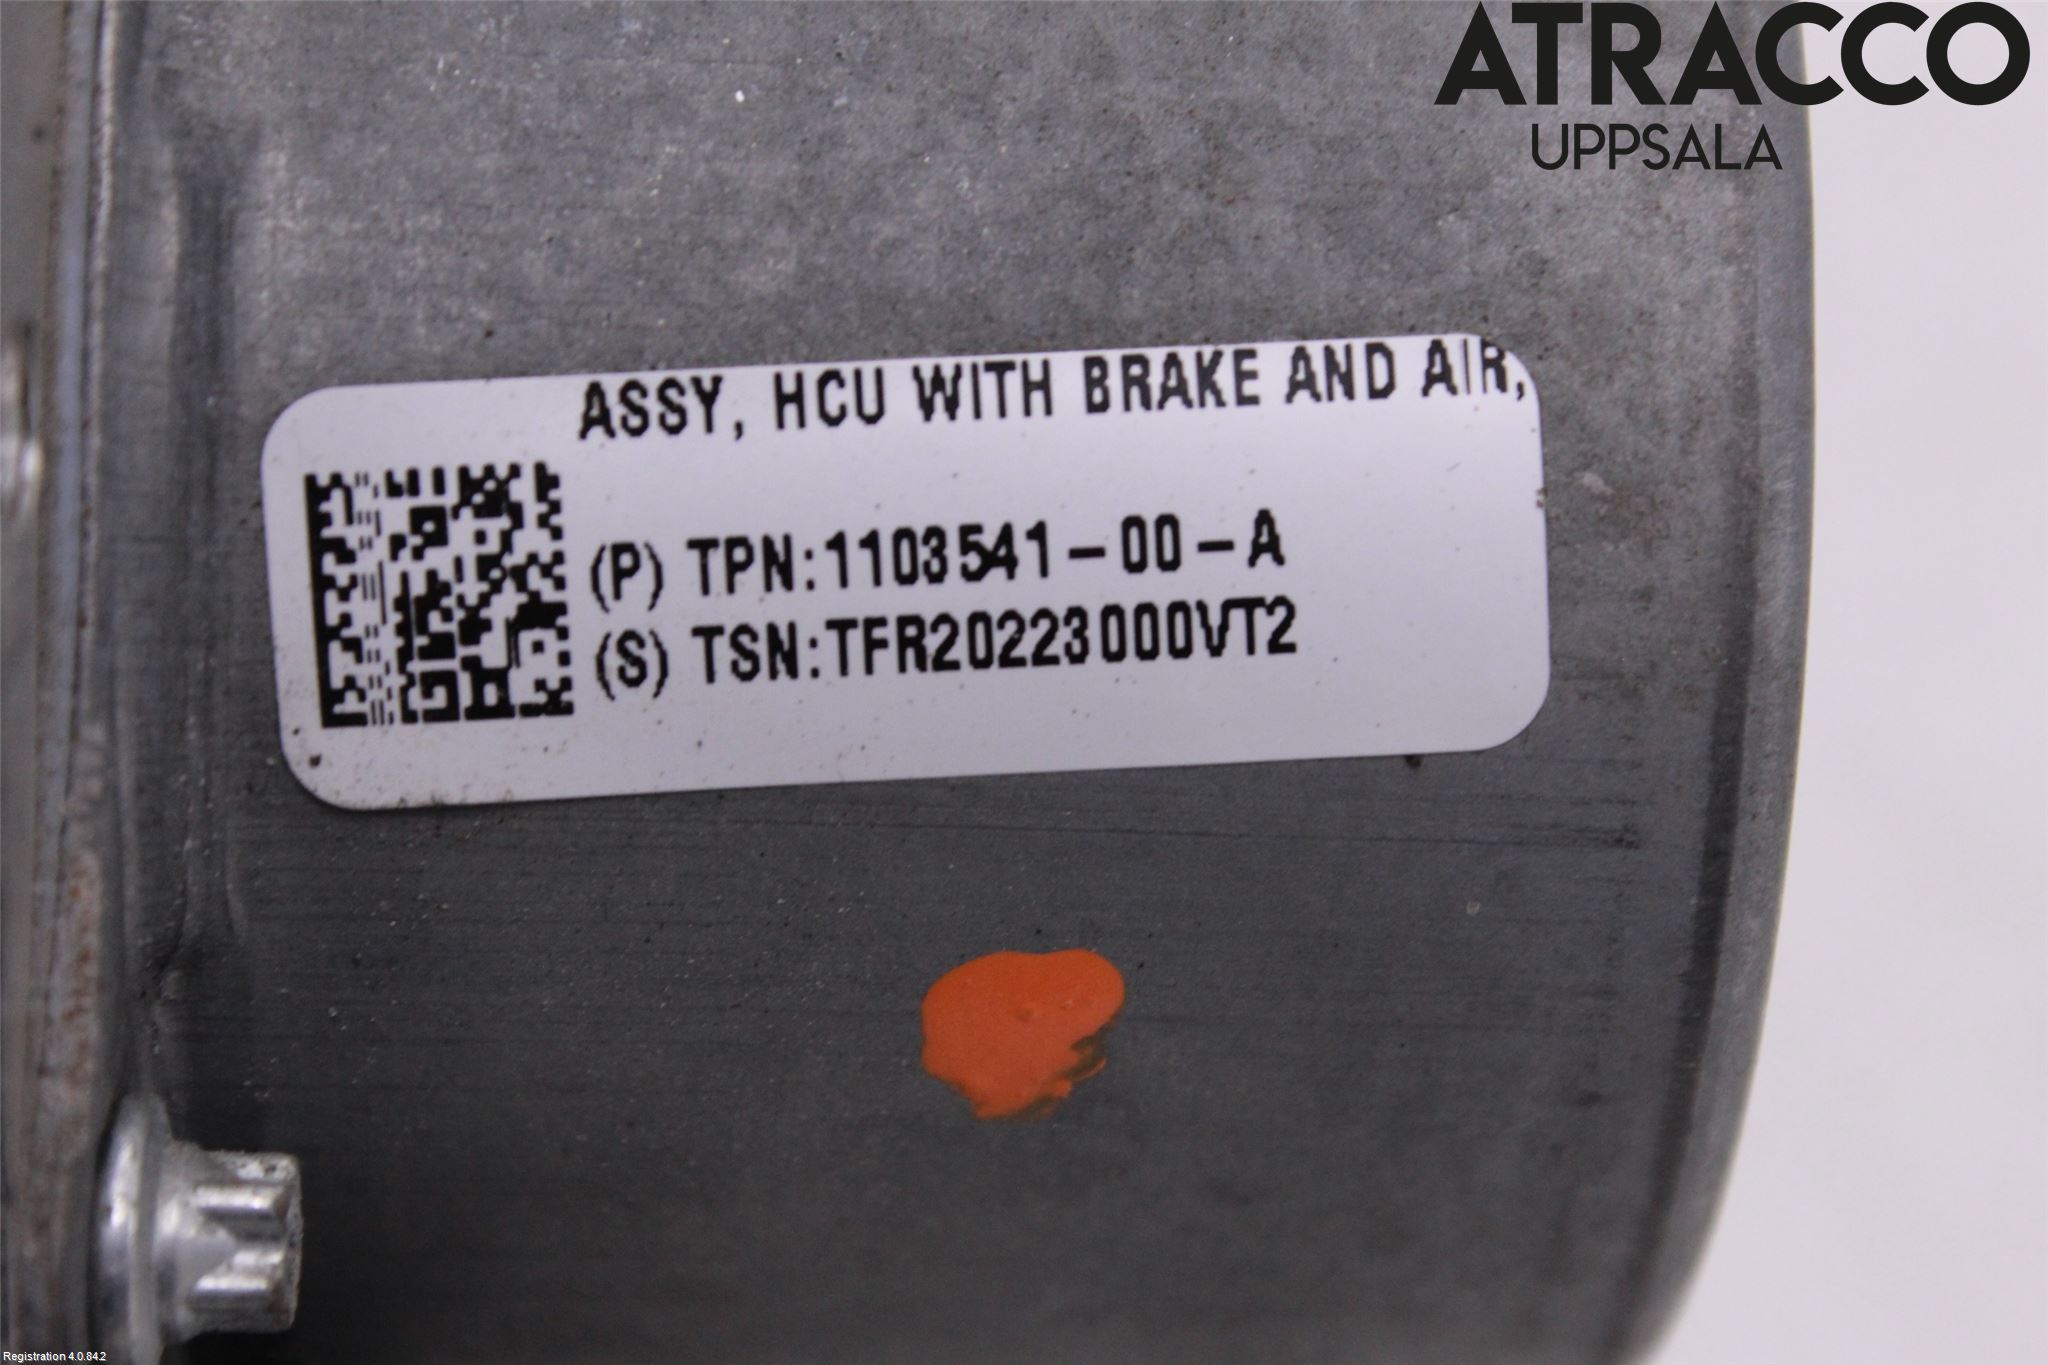 ATRACCO
UPPSALA
ASSY, HCU WITH BRAKE AND AIR,
(P) TPN:1103541-00-A
(S) TSN:TFR20223000VT2
Registration 4.0.84.2